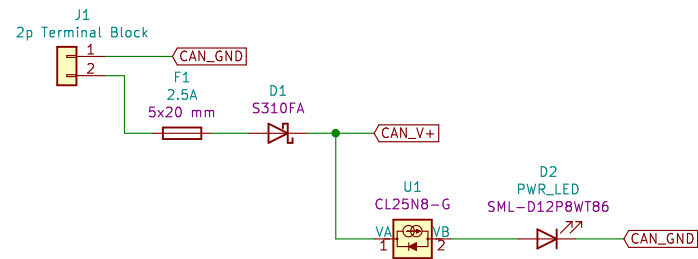 J1
2p Terminal Block
1
2
CAN_GND
F1
2.5A
5x20 mm
D1
S310FA
CAN_V+
U1
CL25N8-G
VA
VB
1
2
D2
PWR_LED
SML-D12P8WT86
CAN_GND